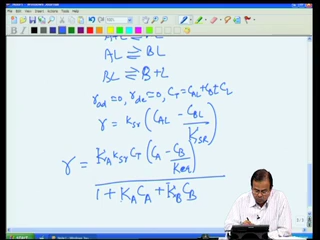 AL ⇌ BL
BL ⇌ B + L
r_ad = 0, r_de = 0, C_T = C_AL + C_BL + C_L
r = k_sr ( C_AL - C_BL / K_SR )
r = K_A k_sr C_T ( C_A - C_B / K_eq )
1 + K_A C_A + K_B C_B